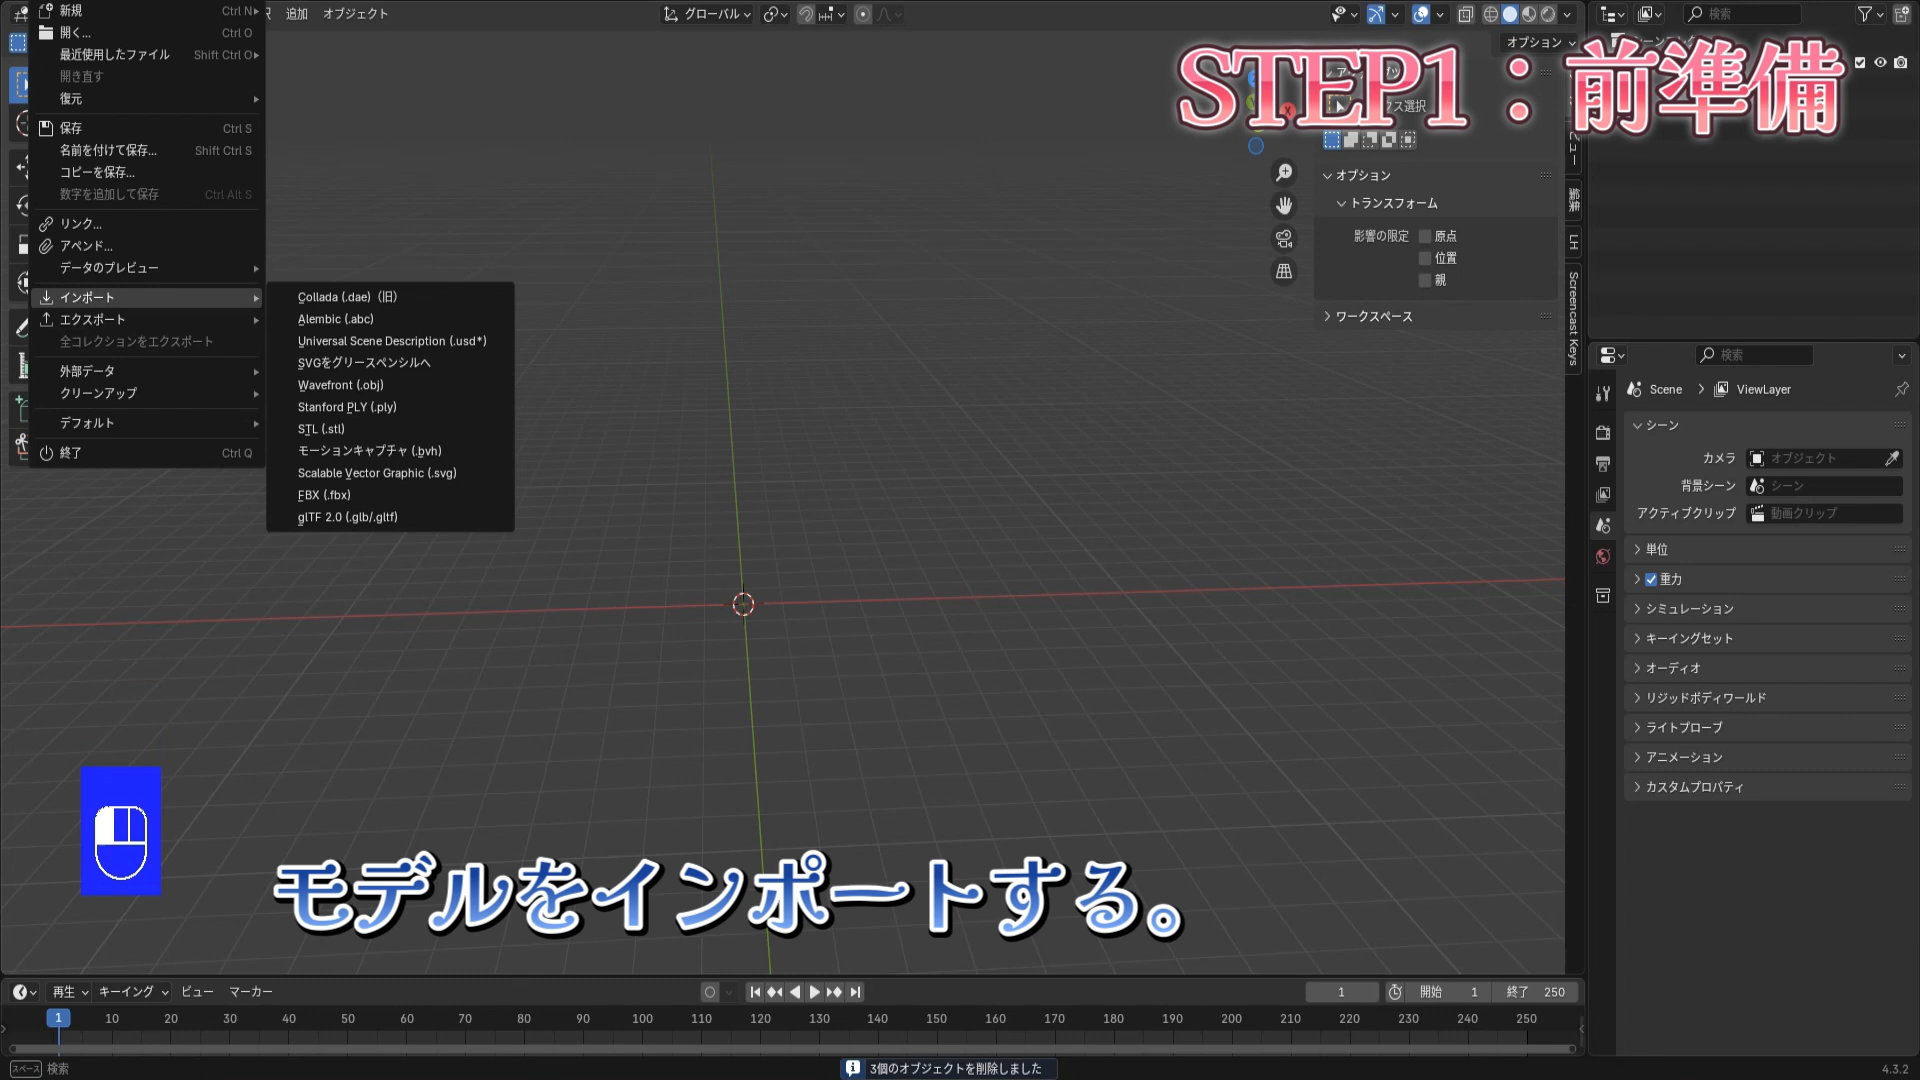 新規 Ctrl N
開く... Ctrl O
最近使用したファイル Shift Ctrl O
開き直す
復元
保存 Ctrl S
名前を付けて保存... Shift Ctrl S
コピーを保存...
数字を追加して保存 Ctrl Alt S
リンク...
アペンド...
データのプレビュー
インポート
エクスポート
全コレクションをエクスポート
外部データ
クリーンアップ
デフォルト
終了 Ctrl Q
Collada (.dae)（旧）
Alembic (.abc)
Universal Scene Description (.usd*)
SVGをグリースペンシルへ
Wavefront (.obj)
Stanford PLY (.ply)
STL (.stl)
モーションキャプチャ (.bvh)
Scalable Vector Graphic (.svg)
FBX (.fbx)
glTF 2.0 (.glb/.gltf)
追加 オブジェクト
グローバル
オプション
STEP1：前準備
クス選択
オプション
トランスフォーム
影響の限定 原点
位置
親
ワークスペース
編集
LH
Screencast Keys
検索
検索
Scene ViewLayer
シーン
カメラ オブジェクト
背景シーン シーン
アクティブクリップ 動画クリップ
単位
重力
シミュレーション
キーイングセット
オーディオ
リジッドボディワールド
ライトプローブ
アニメーション
カスタムプロパティ
モデルをインポートする。
再生 キーイング ビュー マーカー
1 開始 1 終了 250
1 10 20 30 40 50 60 70 80 90 100 110 120 130 140 150 160 170 180 190 200 210 220 230 240 250
スペース 検索
3個のオブジェクトを削除しました
4.3.2